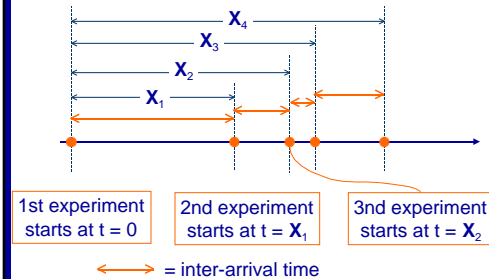 X4
X3
X2
X1
1st experiment
starts at t = 0
2nd experiment
starts at t = X1
3nd experiment
starts at t = X2
= inter-arrival time